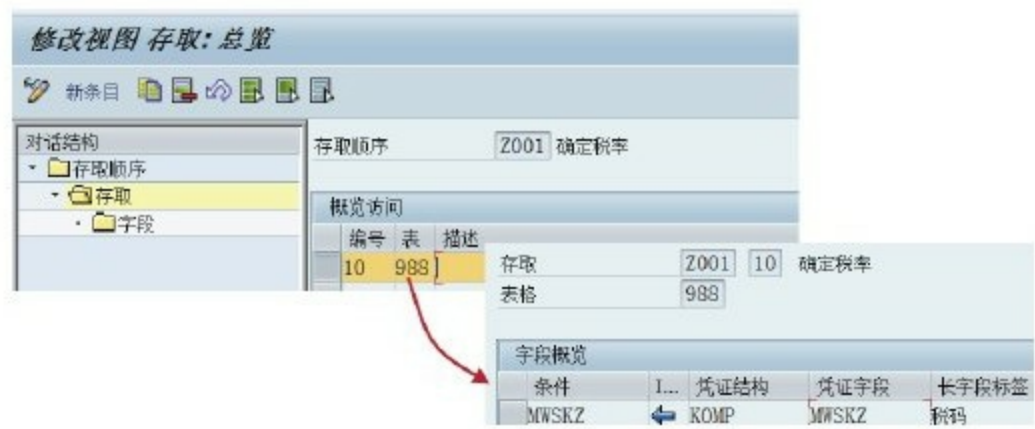 修改视图 存取: 总览
新条目
对话结构
存取顺序
存取
字段
存取顺序 Z001 确定税率
概览访问
编号 表 描述
10 988
存取 Z001 10 确定税率
表格 988
字段概览
条件 I... 凭证结构 凭证字段 长字段标签
MWSKZ KOMP MWSKZ 税码